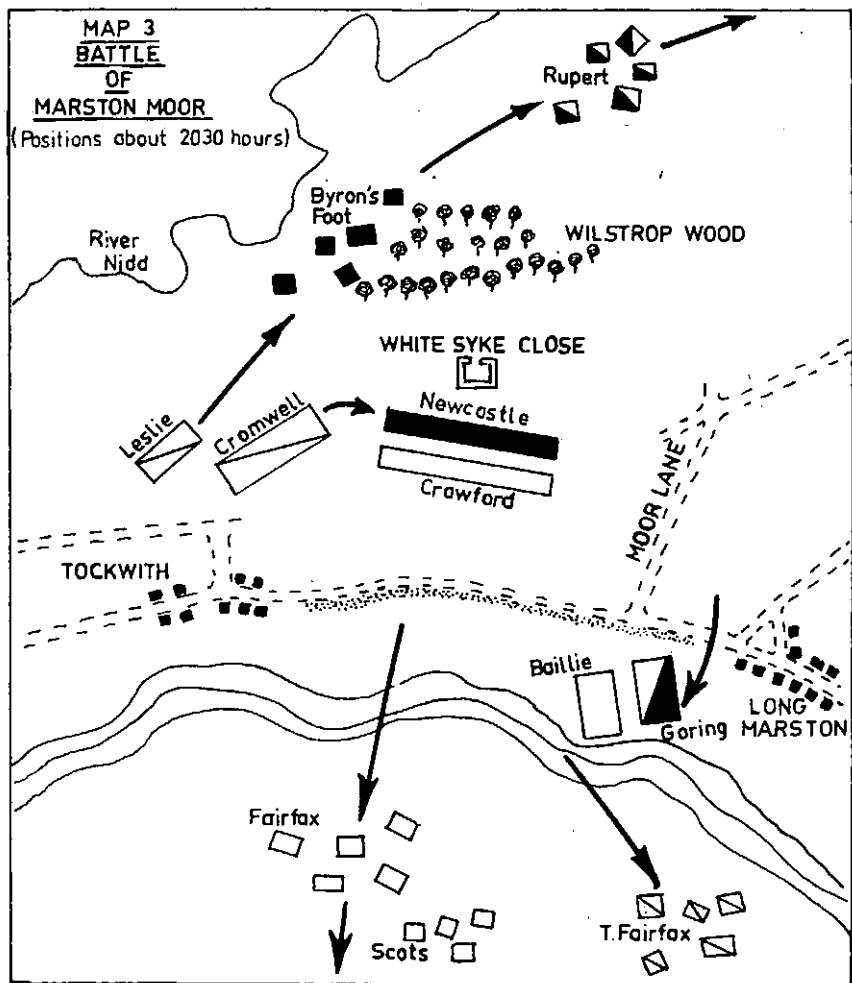 MAP 3
BATTLE
OF
MARSTON MOOR
(Positions about 2030 hours)
Rupert
Byron's
Foot
River
Nidd
WILSTROP WOOD
WHITE SYKE CLOSE
Leslie
Cromwell
Newcastle
Crawford
MOOR LANE
TOCKWITH
Baillie
Goring
LONG
MARSTON
Fairfax
Scots
T. Fairfax